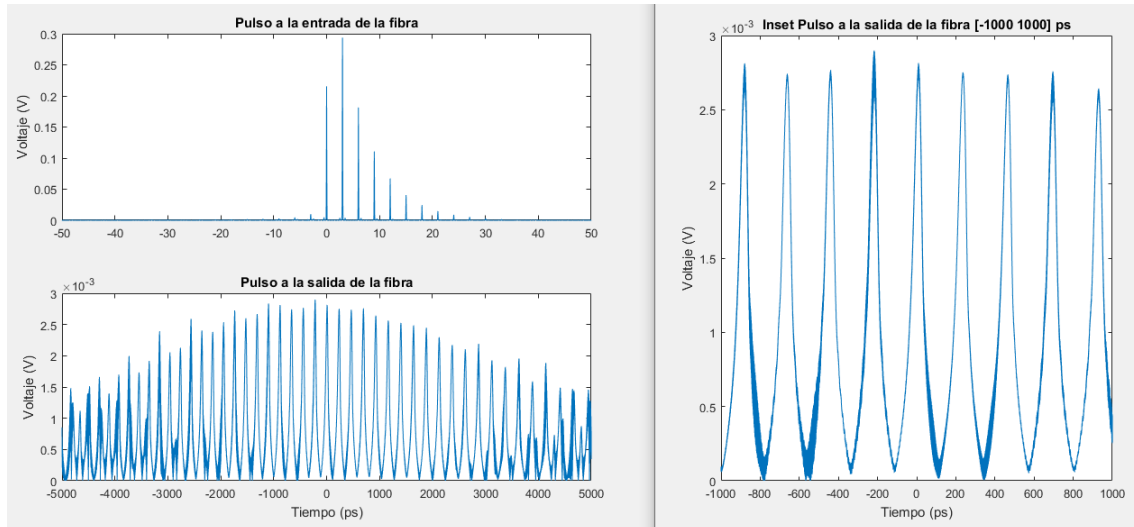 Pulso a la entrada de la fibra
0.3
0.25
0.2
0.15
0.1
0.05
0
Voltaje (V)
-50 -40 -30 -20 -10 0 10 20 30 40 50
Pulso a la salida de la fibra
×10⁻³
3
2.5
2
1.5
1
0.5
0
Voltaje (V)
-5000 -4000 -3000 -2000 -1000 0 1000 2000 3000 4000 5000
Tiempo (ps)
Inset Pulso a la salida de la fibra [-1000 1000] ps
×10⁻³
3
2.5
2
1.5
1
0.5
0
Voltaje (V)
-1000 -800 -600 -400 -200 0 200 400 600 800 1000
Tiempo (ps)